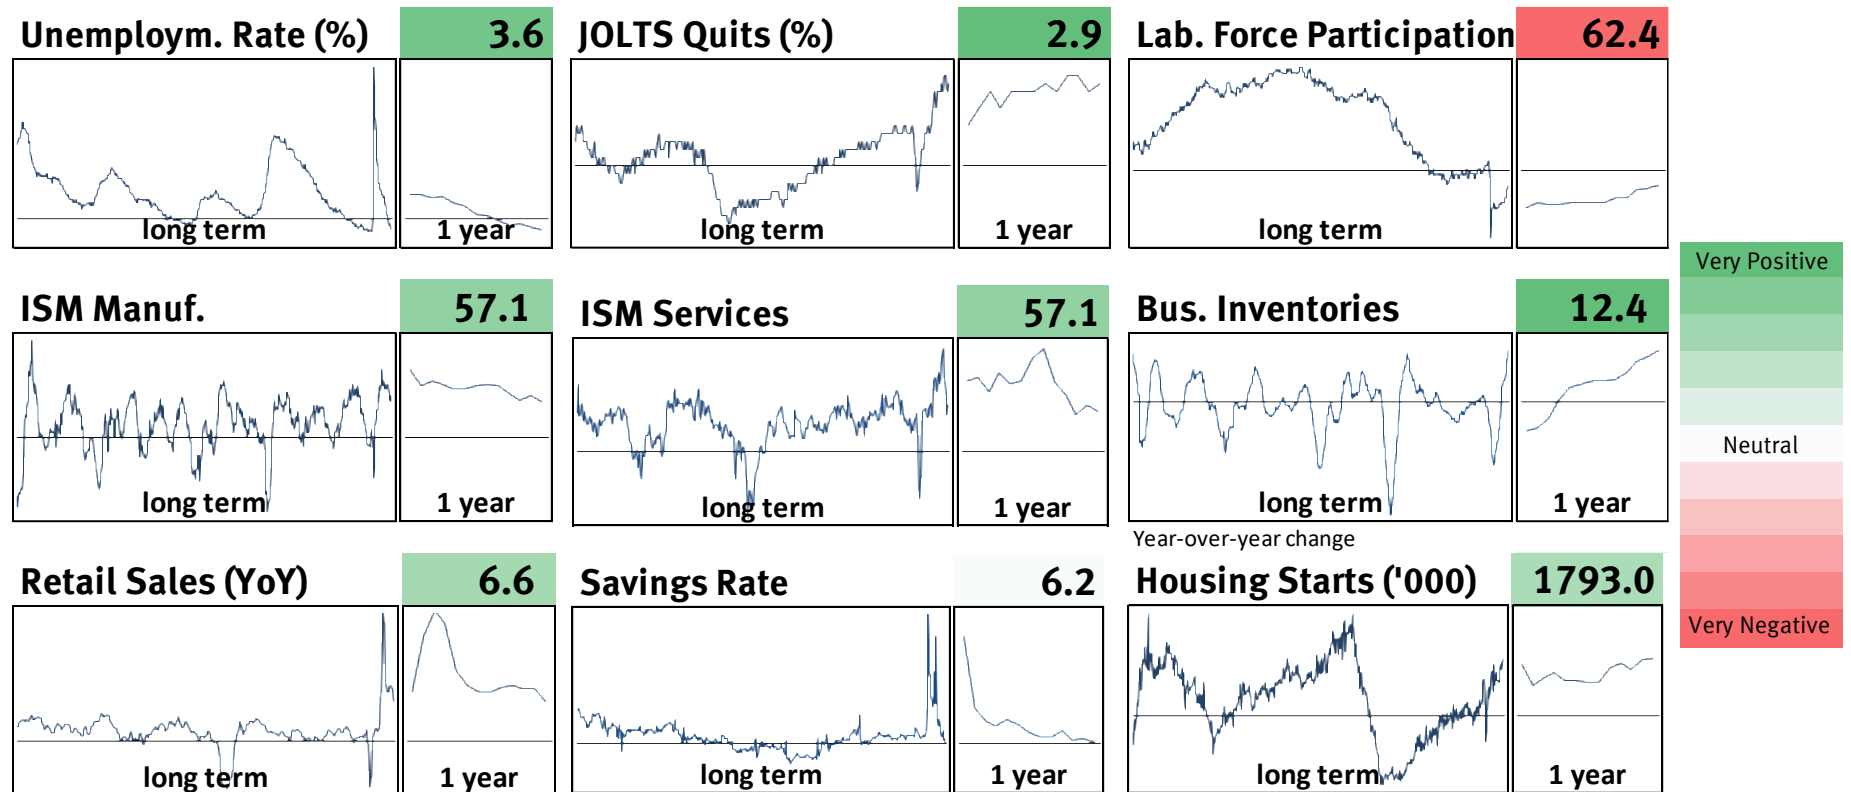 Unemploym. Rate (%) 3.6
JOLTS Quits (%) 2.9
Lab. Force Participation 62.4
long term
1 year
long term
1 year
long term
Very Positive
ISM Manuf. 57.1
ISM Services 57.1
Bus. Inventories 12.4
Neutral
long term
1 year
long term
1 year
long term
1 year
Year-over-year change
Retail Sales (YoY) 6.6
Savings Rate 6.2
Housing Starts ('000) 1793.0
Very Negative
long term
1 year
long term
1 year
long term
1 year